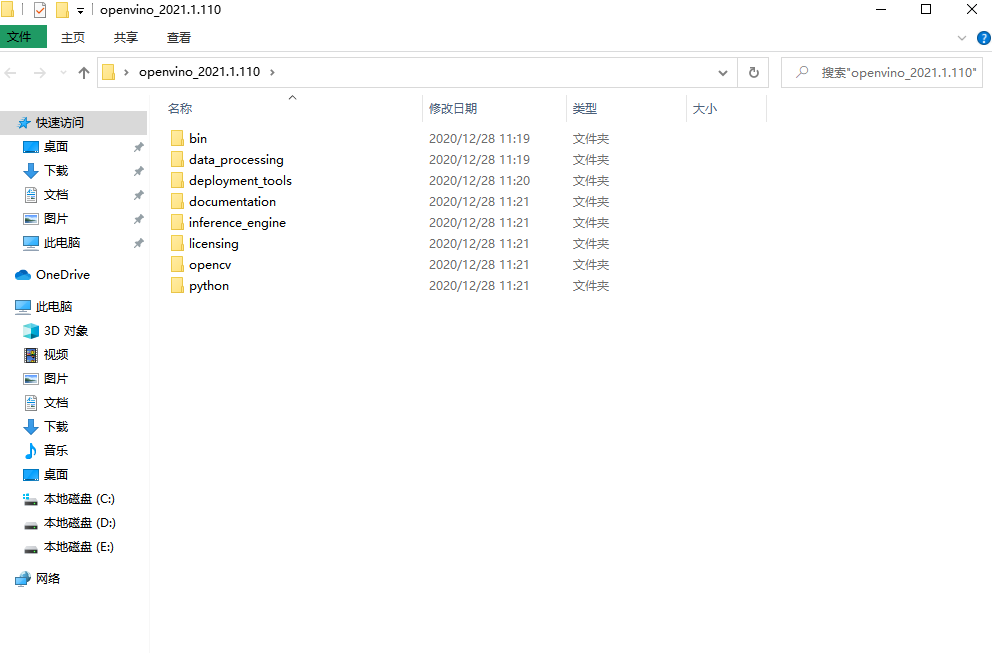 openvino_2021.1.110
文件 主页 共享 查看
openvino_2021.1.110
搜索"openvino_2021.1.110"
名称 修改日期 类型 大小
bin 2020/12/28 11:19 文件夹
data_processing 2020/12/28 11:19 文件夹
deployment_tools 2020/12/28 11:20 文件夹
documentation 2020/12/28 11:21 文件夹
inference_engine 2020/12/28 11:21 文件夹
licensing 2020/12/28 11:21 文件夹
opencv 2020/12/28 11:21 文件夹
python 2020/12/28 11:21 文件夹
快速访问
桌面
下载
文档
图片
此电脑
OneDrive
此电脑
3D 对象
视频
图片
文档
下载
音乐
桌面
本地磁盘 (C:)
本地磁盘 (D:)
本地磁盘 (E:)
网络